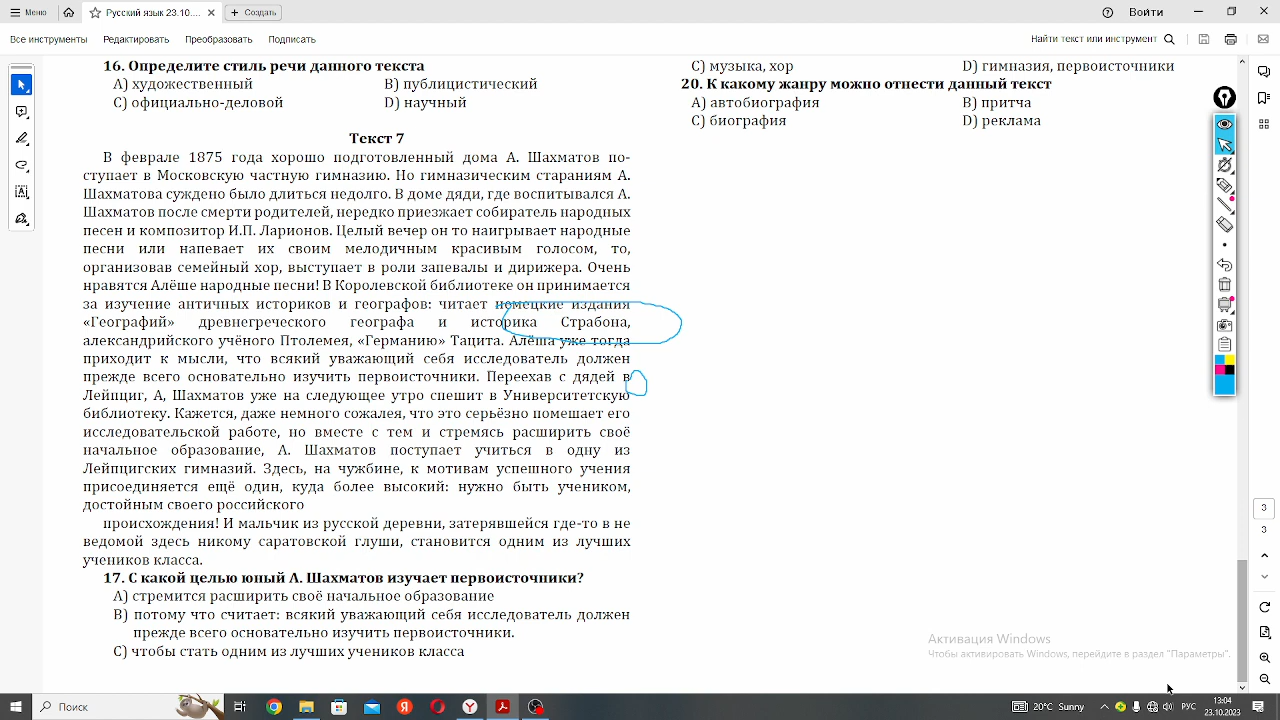 Меню
Русский язык 23.10....
+ Создать
Войти
Все инструменты
Редактировать
Преобразовать
Подписать
Найти текст или инструмент
16. Определите стиль речи данного текста
A) художественный
B) публицистический
C) официально-деловой
D) научный
Текст 7
В феврале 1875 года хорошо подготовленный дома А. Шахматов по-
ступает в Московскую частную гимназию. Но гимназическим стараниям А.
Шахматова суждено было длиться недолго. В доме дяди, где воспитывался А.
Шахматов после смерти родителей, нередко приезжает собиратель народных
песен и композитор И.П. Ларионов. Целый вечер он то наигрывает народные
песни или напевает их своим мелодичным красивым голосом, то,
организовав семейный хор, выступает в роли запевалы и дирижера. Очень
нравятся Алёше народные песни! В Королевской библиотеке он принимается
за изучение античных историков и географов: читает немецкие издания
«Географий» древнегреческого географа и историка Страбона,
александрийского учёного Птолемея, «Германию» Тацита. Алёша уже тогда
приходит к мысли, что всякий уважающий себя исследователь должен
прежде всего основательно изучить первоисточники. Переехав с дядей в
Лейпциг, А, Шахматов уже на следующее утро спешит в Университетскую
библиотеку. Кажется, даже немного сожалея, что это серьёзно помешает его
исследовательской работе, но вместе с тем и стремясь расширить своё
начальное образование, А. Шахматов поступает учиться в одну из
Лейпцигских гимназий. Здесь, на чужбине, к мотивам успешного учения
присоединяется ещё один, куда более высокий: нужно быть учеником,
достойным своего российского
происхождения! И мальчик из русской деревни, затерявшейся где-то в не
ведомой здесь никому саратовской глуши, становится одним из лучших
учеников класса.
17. С какой целью юный А. Шахматов изучает первоисточники?
A) стремится расширить своё начальное образование
B) потому что считает: всякий уважающий себя исследователь должен
прежде всего основательно изучить первоисточники.
C) чтобы стать одним из лучших учеников класса
C) музыка, хор
D) гимназия, первоисточники
20. К какому жанру можно отнести данный текст
A) автобиография
B) притча
C) биография
D) реклама
3
3
Активация Windows
Чтобы активировать Windows, перейдите в раздел "Параметры".
Поиск
20°C Sunny
РУС
13:04
23.10.2023